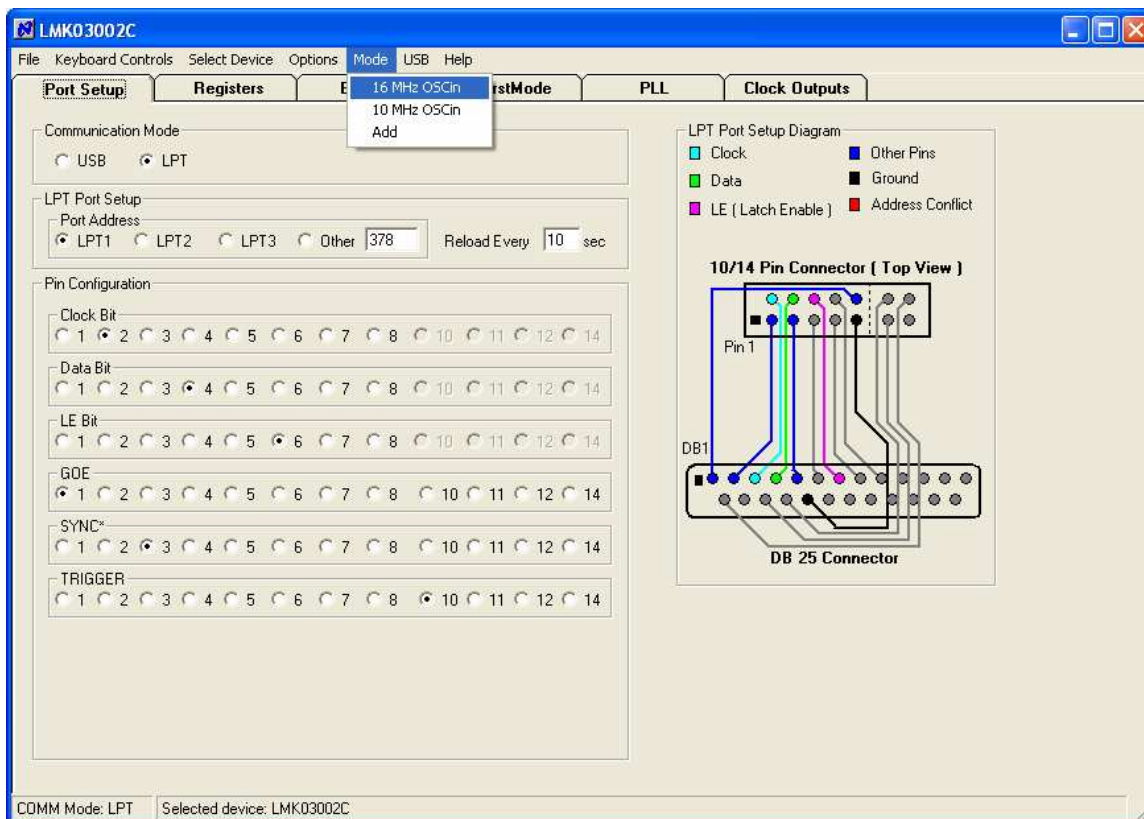 LMK03002C
File Keyboard Controls Select Device Options Mode USB Help
Port Setup Registers rstMode PLL Clock Outputs
16 MHz OSCin
10 MHz OSCin
Add
Communication Mode
USB LPT
LPT Port Setup
Port Address
LPT1 LPT2 LPT3 Other 378 Reload Every 10 sec
Pin Configuration
Clock Bit
1 2 3 4 5 6 7 8 10 11 12 14
Data Bit
1 2 3 4 5 6 7 8 10 11 12 14
LE Bit
1 2 3 4 5 6 7 8 10 11 12 14
GOE
1 2 3 4 5 6 7 8 10 11 12 14
SYNC*
1 2 3 4 5 6 7 8 10 11 12 14
TRIGGER
1 2 3 4 5 6 7 8 10 11 12 14
LPT Port Setup Diagram
Clock Other Pins
Data Ground
LE ( Latch Enable ) Address Conflict
10/14 Pin Connector ( Top View )
Pin 1
DB1
DB 25 Connector
COMM Mode: LPT Selected device: LMK03002C